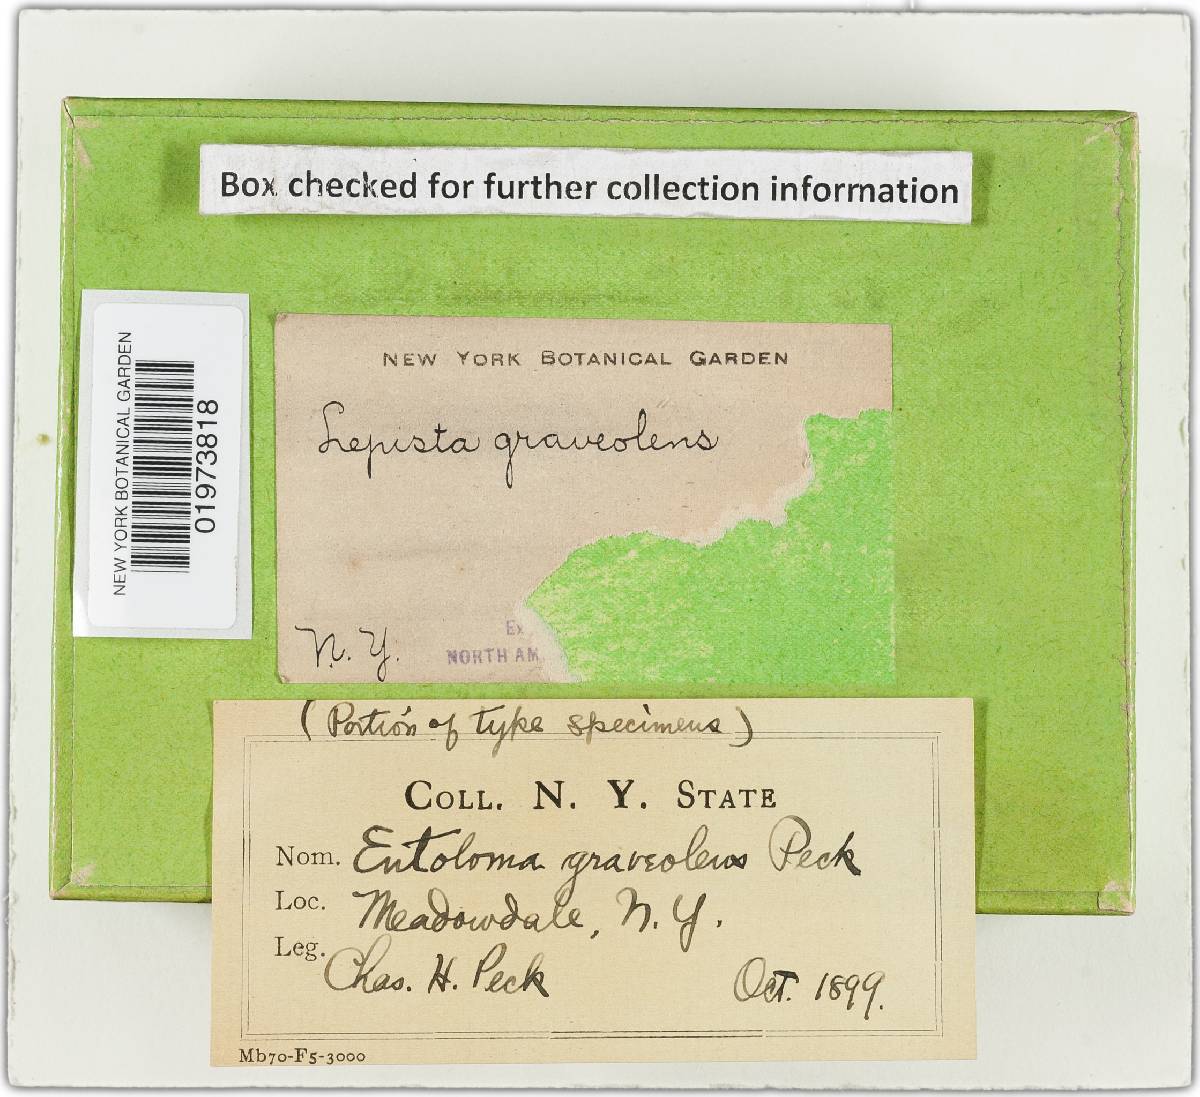 Box checked for further collection information
NEW YORK BOTANICAL GARDEN
01973818
NEW YORK BOTANICAL GARDEN
Lepista graveolens
N. Y.
Ex
NORTH AM
(Portion of type specimens)
COLL. N. Y. STATE
Nom. Entoloma graveolens Peck
Loc. Meadowdale, N. Y.
Leg. Chas. H. Peck Oct. 1899.
Mb70-F5-3000